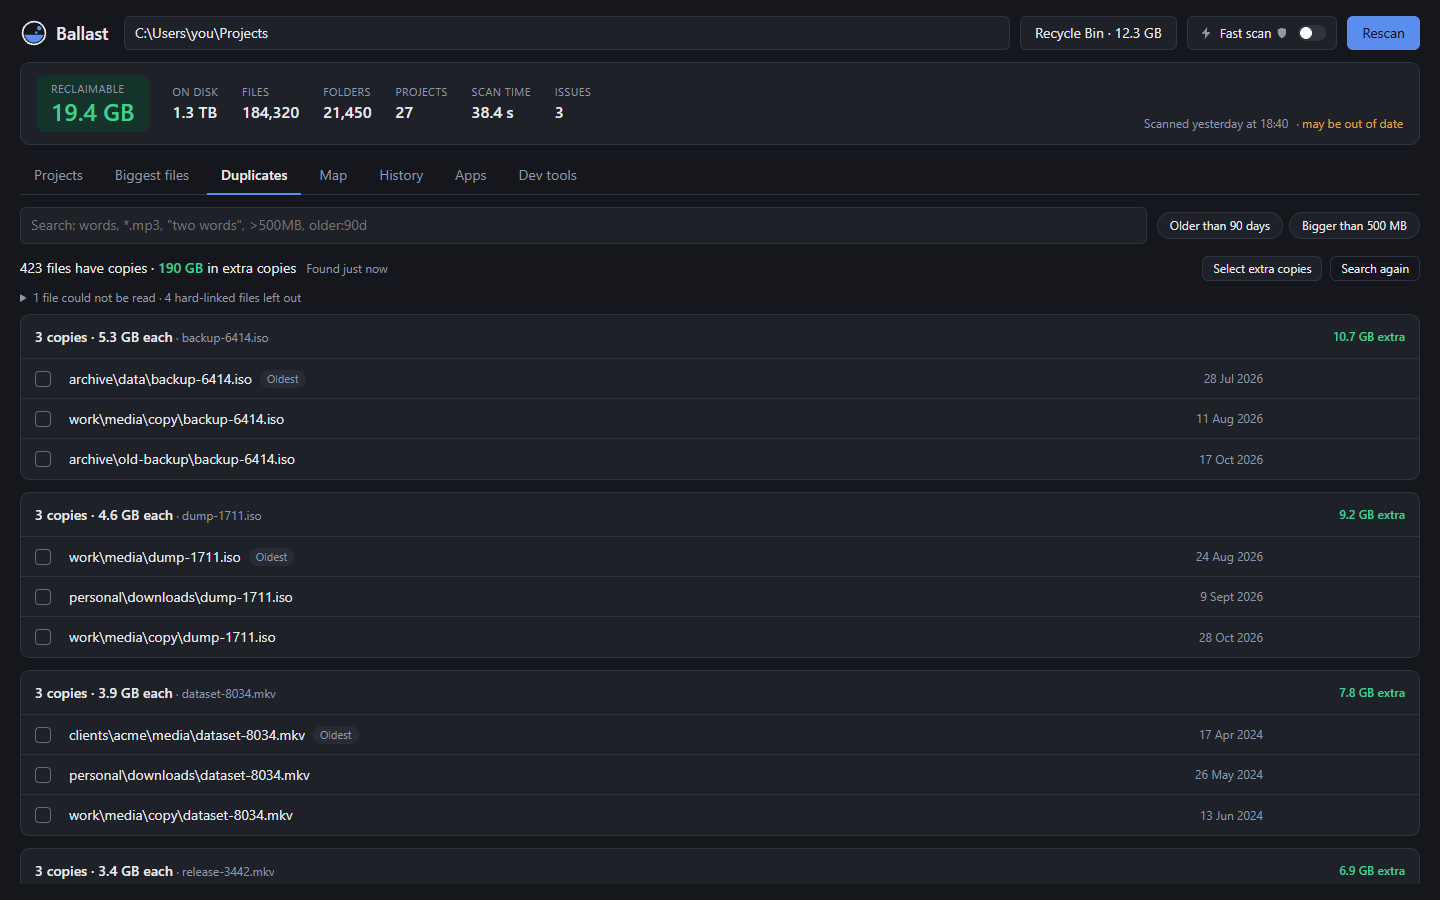 Ballast
C:\Users\you\Projects
Recycle Bin · 12.3 GB
Fast scan
Rescan
RECLAIMABLE
19.4 GB
ON DISK
1.3 TB
FILES
184,320
FOLDERS
21,450
PROJECTS
27
SCAN TIME
38.4 s
ISSUES
3
Scanned yesterday at 18:40 · may be out of date
Projects
Biggest files
Duplicates
Map
History
Apps
Dev tools
Search: words, *.mp3, "two words", >500MB, older:90d
Older than 90 days
Bigger than 500 MB
423 files have copies · 190 GB in extra copies Found just now
Select extra copies
Search again
1 file could not be read · 4 hard-linked files left out
3 copies · 5.3 GB each · backup-6414.iso 10.7 GB extra
archive\data\backup-6414.iso Oldest 28 Jul 2026
work\media\copy\backup-6414.iso 11 Aug 2026
archive\old-backup\backup-6414.iso 17 Oct 2026
3 copies · 4.6 GB each · dump-1711.iso 9.2 GB extra
work\media\dump-1711.iso Oldest 24 Aug 2026
personal\downloads\dump-1711.iso 9 Sept 2026
work\media\copy\dump-1711.iso 28 Oct 2026
3 copies · 3.9 GB each · dataset-8034.mkv 7.8 GB extra
clients\acme\media\dataset-8034.mkv Oldest 17 Apr 2024
personal\downloads\dataset-8034.mkv 26 May 2024
work\media\copy\dataset-8034.mkv 13 Jun 2024
3 copies · 3.4 GB each · release-3442.mkv 6.9 GB extra